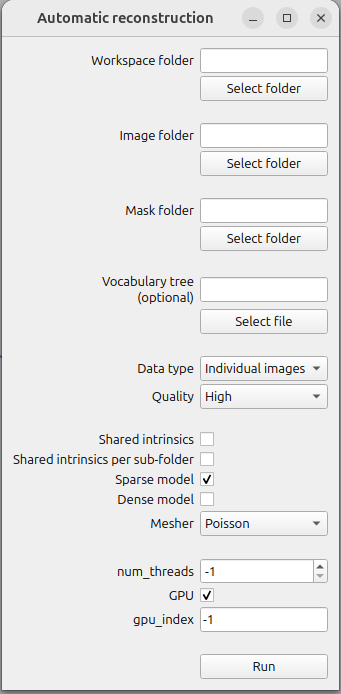 Automatic reconstruction
Workspace folder
Select folder
Image folder
Select folder
Mask folder
Select folder
Vocabulary tree
(optional)
Select file
Data type Individual images
Quality High
Shared intrinsics
Shared intrinsics per sub-folder
Sparse model
Dense model
Mesher Poisson
num_threads -1
GPU
gpu_index -1
Run